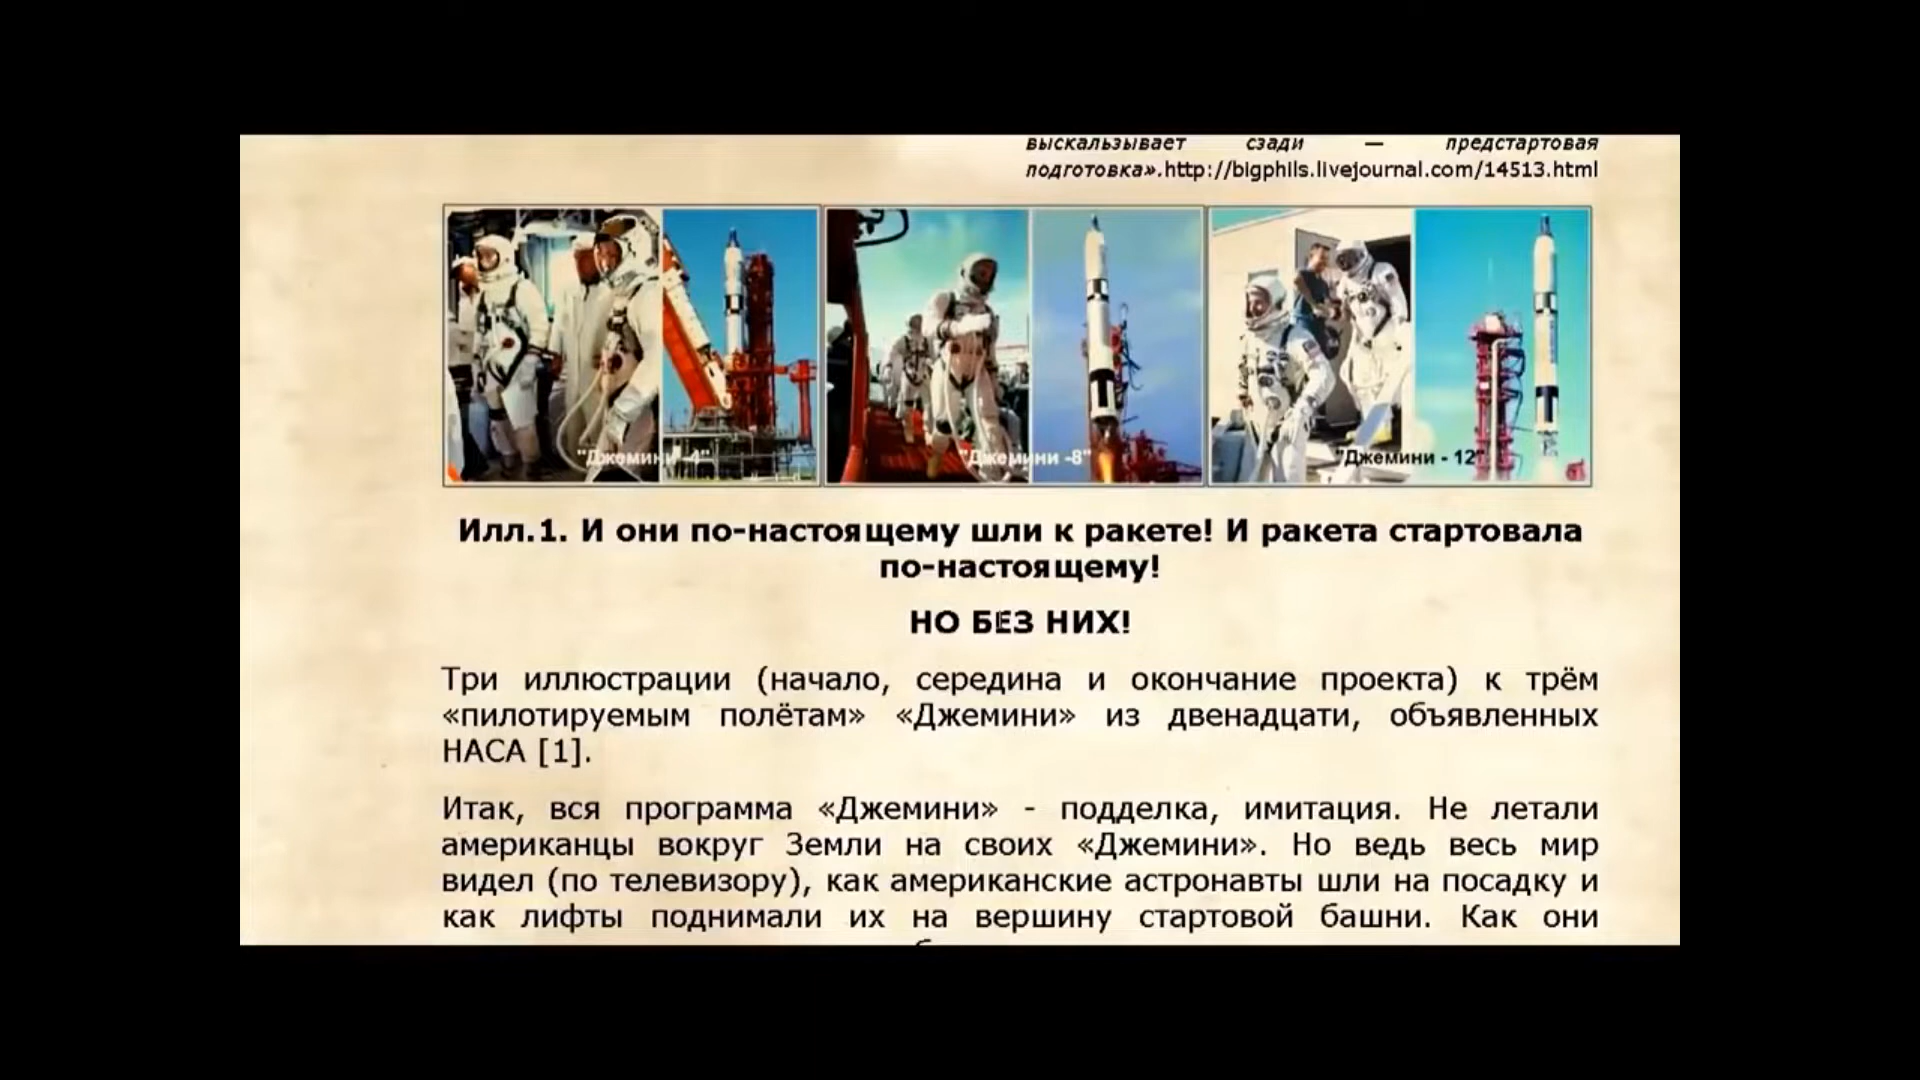 выскальзывает сзади — предстартовая
подготовка».http://bigphils.livejournal.com/14513.html
"Джемини -4"
"Джемини -8"
"Джемини - 12"
Илл.1. И они по-настоящему шли к ракете! И ракета стартовала
по-настоящему!
НО БЕЗ НИХ!
Три иллюстрации (начало, середина и окончание проекта) к трём
«пилотируемым полётам» «Джемини» из двенадцати, объявленных
НАСА [1].
Итак, вся программа «Джемини» - подделка, имитация. Не летали
американцы вокруг Земли на своих «Джемини». Но ведь весь мир
видел (по телевизору), как американские астронавты шли на посадку и
как лифты поднимали их на вершину стартовой башни. Как они